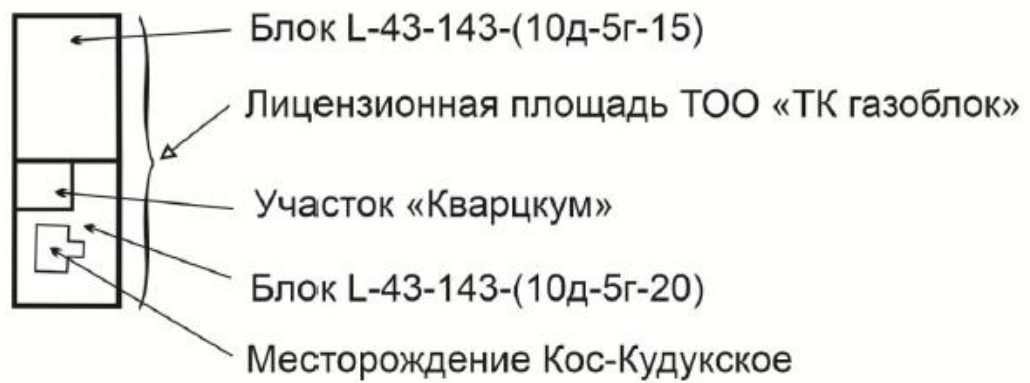 Блок L-43-143-(10д-5г-15)
Лицензионная площадь ТОО «ТК газоблок»
Участок «Кварцкум»
Блок L-43-143-(10д-5г-20)
Месторождение Кос-Кудукское